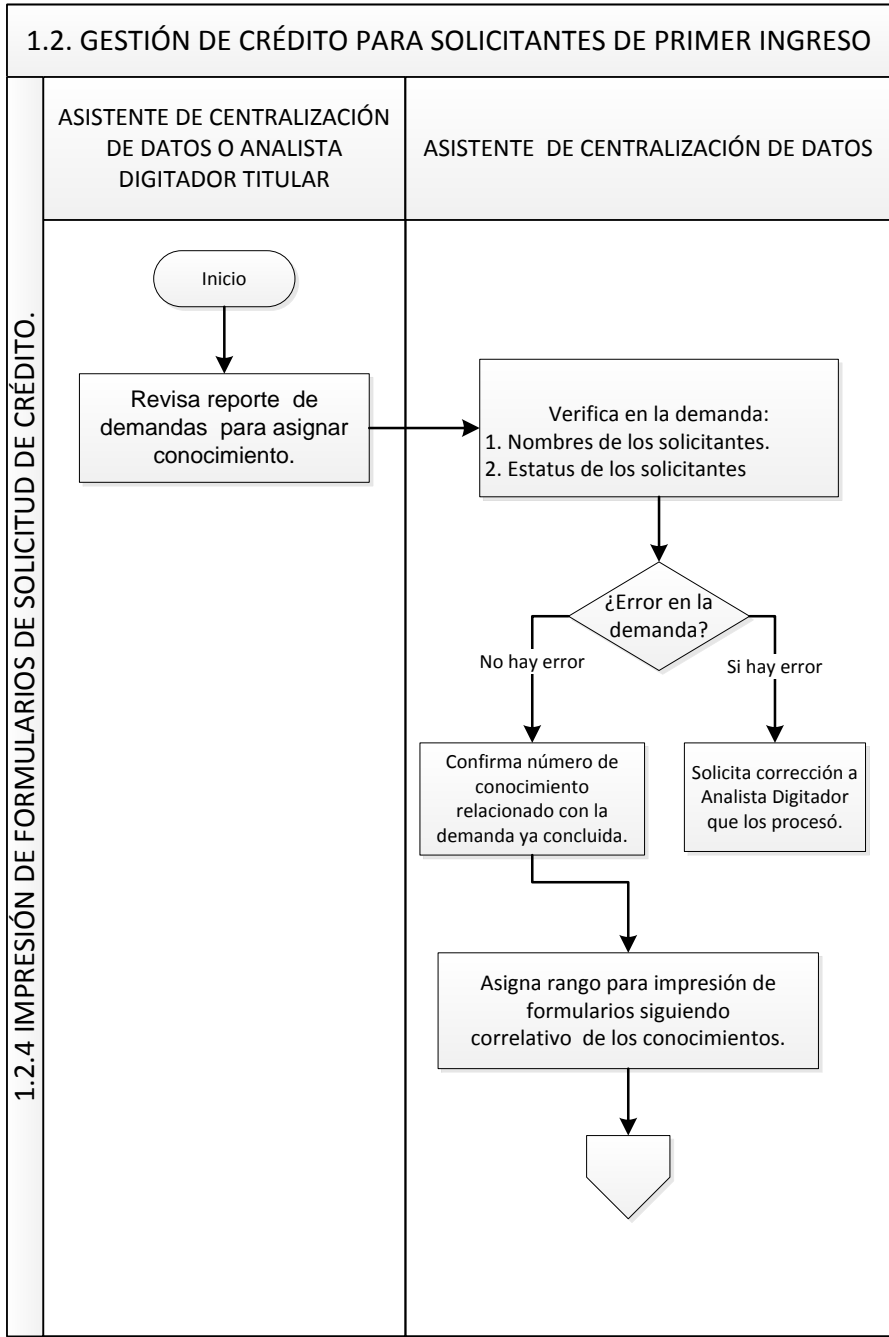 1.2. GESTIÓN DE CRÉDITO PARA SOLICITANTES DE PRIMER INGRESO
1.2.4 IMPRESIÓN DE FORMULARIOS DE SOLICITUD DE CRÉDITO.
ASISTENTE DE CENTRALIZACIÓN
DE DATOS O ANALISTA
DIGITADOR TITULAR
ASISTENTE DE CENTRALIZACIÓN DE DATOS
Inicio
Revisa reporte de
demandas para asignar
conocimiento.
Verifica en la demanda:
1. Nombres de los solicitantes.
2. Estatus de los solicitantes
¿Error en la
demanda?
No hay error
Si hay error
Confirma número de
conocimiento
relacionado con la
demanda ya concluida.
Solicita corrección a
Analista Digitador
que los procesó.
Asigna rango para impresión de
formularios siguiendo
correlativo de los conocimientos.